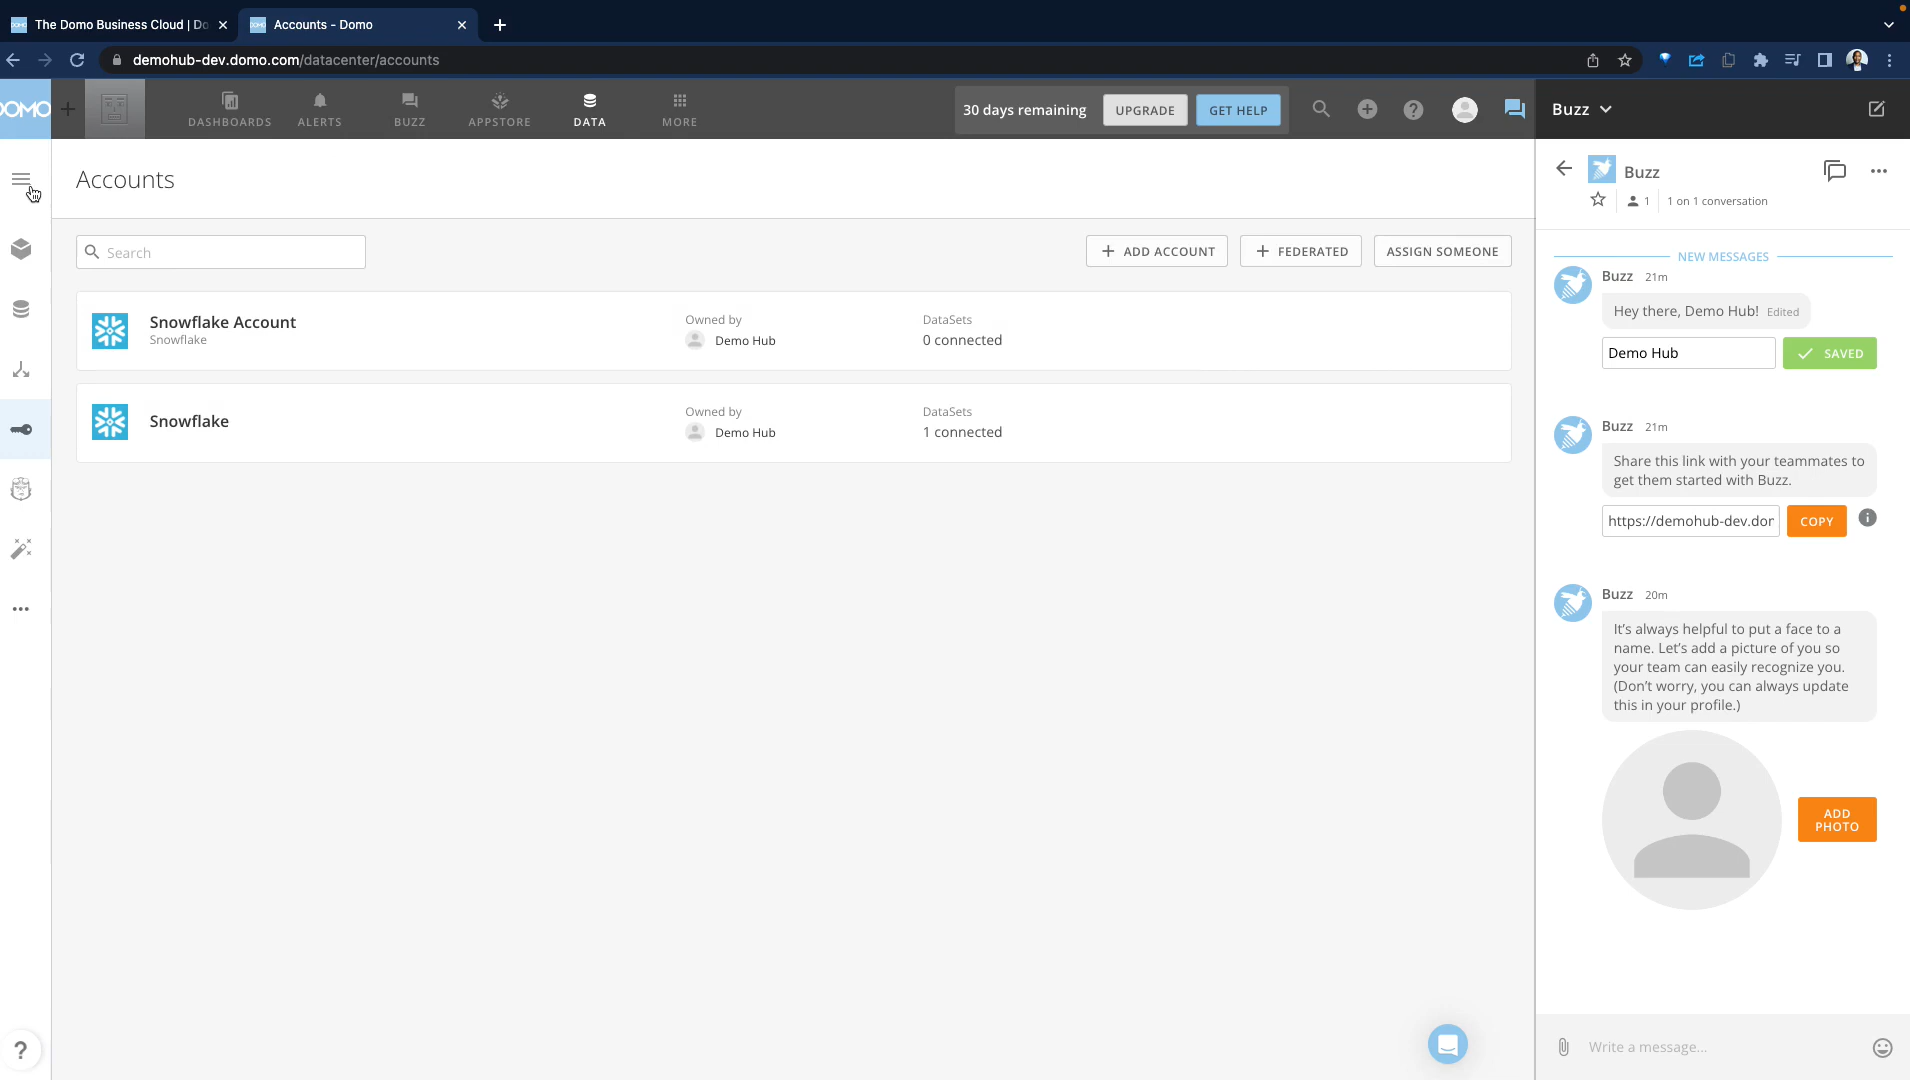 The Domo Business Cloud | Do
Accounts - Domo
demohub-dev.domo.com/datacenter/accounts
DOMO
DASHBOARDS
ALERTS
BUZZ
APPSTORE
DATA
MORE
30 days remaining
UPGRADE
GET HELP
Buzz
Accounts
Search
ADD ACCOUNT
FEDERATED
ASSIGN SOMEONE
Snowflake Account
Snowflake
Owned by
Demo Hub
DataSets
0 connected
Snowflake
Owned by
Demo Hub
DataSets
1 connected
Buzz
1
1 on 1 conversation
NEW MESSAGES
Buzz 21m
Hey there, Demo Hub! Edited
Demo Hub
SAVED
Buzz 21m
Share this link with your teammates to
get them started with Buzz.
https://demohub-dev.dor
COPY
Buzz 20m
It's always helpful to put a face to a
name. Let's add a picture of you so
your team can easily recognize you.
(Don't worry, you can always update
this in your profile.)
ADD
PHOTO
Write a message...